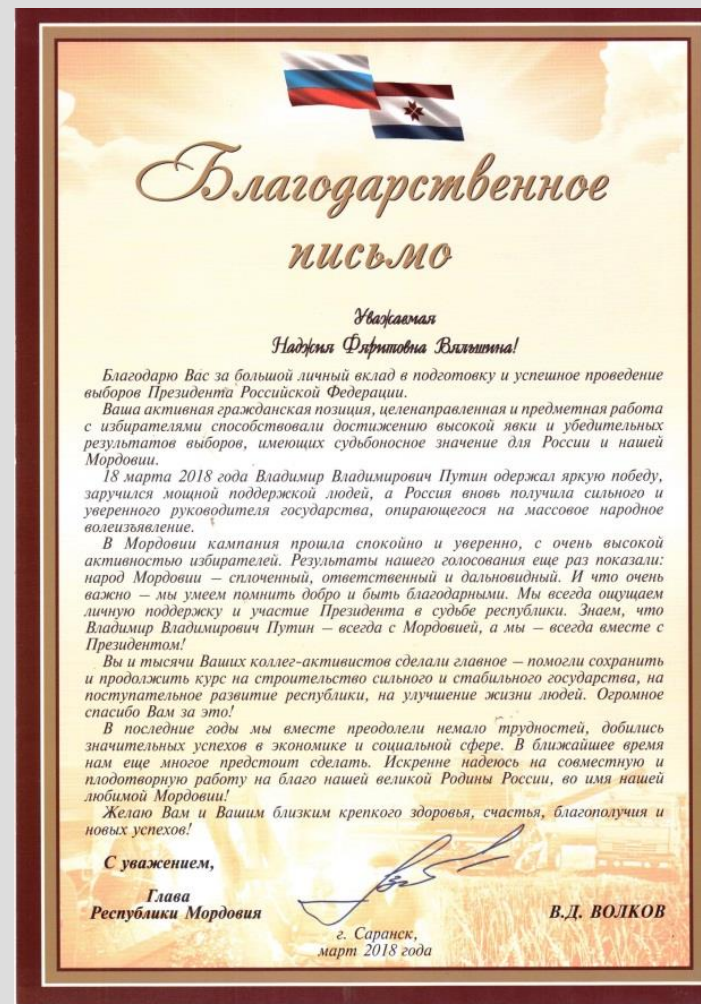 Благодарственное
письмо
Уважаемая
Наджия Фяритовна Вяльшина!
Благодарю Вас за большой личный вклад в подготовку и успешное проведение
выборов Президента Российской Федерации.
Ваша активная гражданская позиция, целенаправленная и предметная работа
с избирателями способствовали достижению высокой явки и убедительных
результатов выборов, имеющих судьбоносное значение для России и нашей
Мордовии.
18 марта 2018 года Владимир Владимирович Путин одержал яркую победу,
заручился мощной поддержкой людей, а Россия вновь получила сильного и
уверенного руководителя государства, опирающегося на массовое народное
волеизъявление.
В Мордовии кампания прошла спокойно и уверенно, с очень высокой
активностью избирателей. Результаты нашего голосования еще раз показали:
народ Мордовии – сплоченный, ответственный и дальновидный. И что очень
важно – мы умеем помнить добро и быть благодарными. Мы всегда ощущаем
личную поддержку и участие Президента в судьбе республики. Знаем, что
Владимир Владимирович Путин – всегда с Мордовией, а мы – всегда вместе с
Президентом!
Вы и тысячи Ваших коллег-активистов сделали главное – помогли сохранить
и продолжить курс на строительство сильного и стабильного государства, на
поступательное развитие республики, на улучшение жизни людей. Огромное
спасибо Вам за это!
В последние годы мы вместе преодолели немало трудностей, добились
значительных успехов в экономике и социальной сфере. В ближайшее время
нам еще многое предстоит сделать. Искренне надеюсь на совместную и
плодотворную работу на благо нашей великой Родины России, во имя нашей
любимой Мордовии!
Желаю Вам и Вашим близким крепкого здоровья, счастья, благополучия и
новых успехов!
С уважением,
Глава
Республики Мордовия
В.Д. ВОЛКОВ
г. Саранск,
март 2018 года